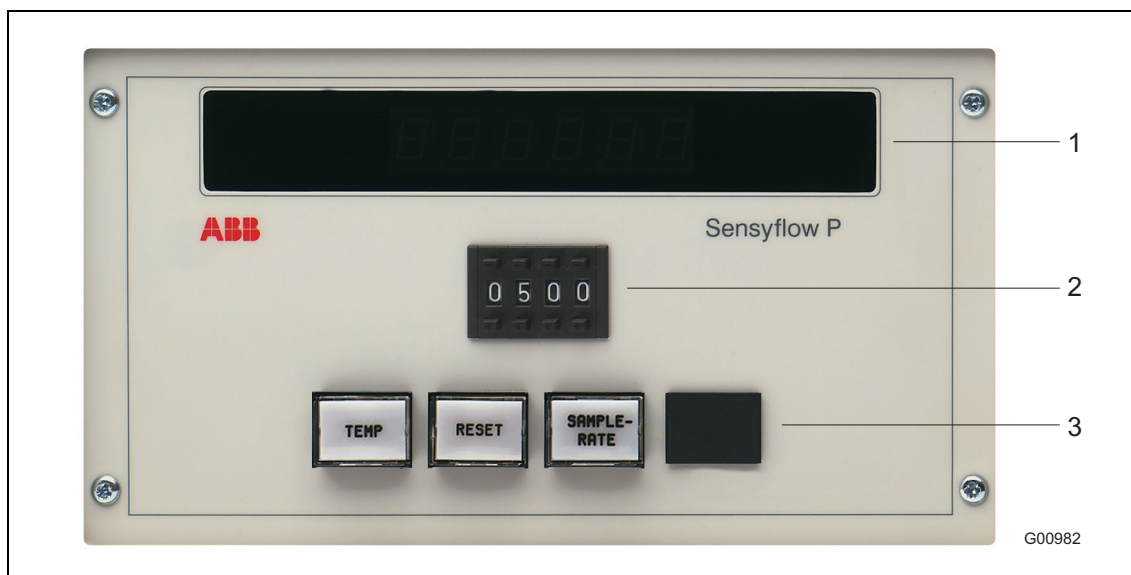 1
ABB
Sensyflow P
0500
2
TEMP
RESET
SAMPLE-
RATE
3
G00982